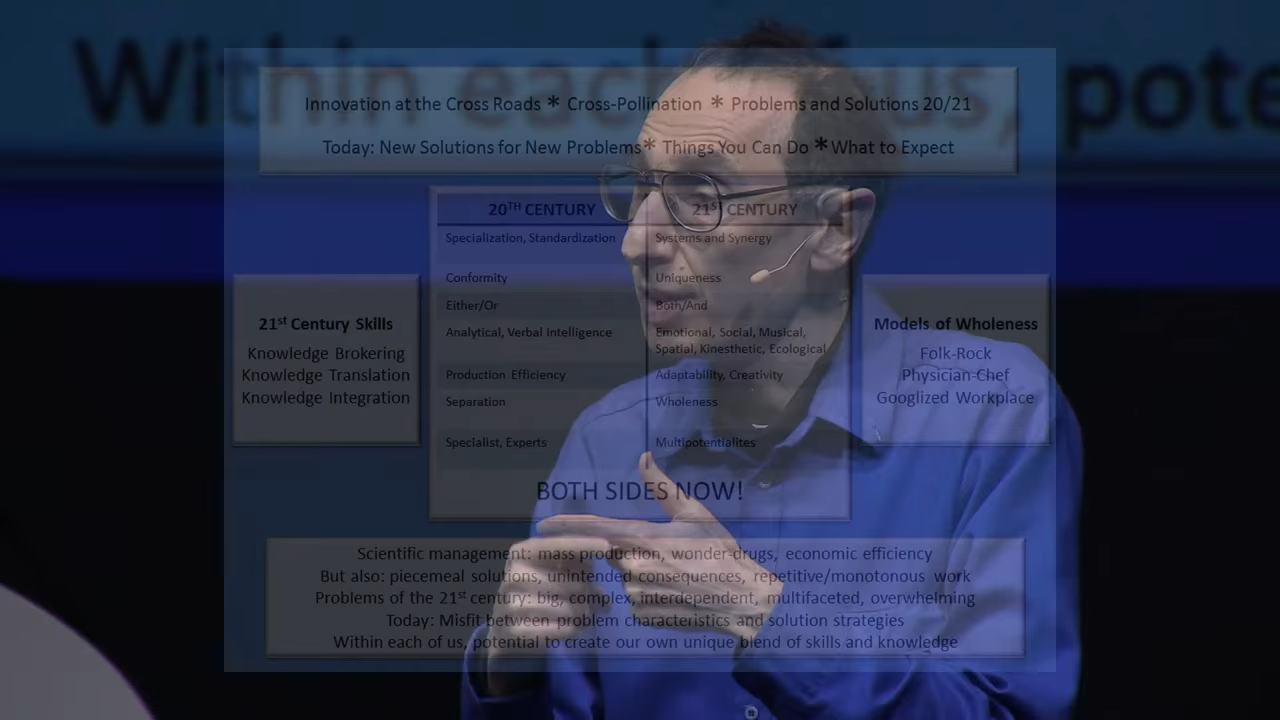 Within each of us, pote
Innovation at the Cross Roads * Cross-Pollination * Problems and Solutions 20/21
Today: New Solutions for New Problems* Things You Can Do *What to Expect
20TH CENTURY 21ST CENTURY
Specialization, Standardization Systems and Synergy
Conformity Uniqueness
Either/Or Both/And
Analytical, Verbal Intelligence Emotional, Social, Musical,
Spatial, Kinesthetic, Ecological
Production Efficiency Adaptability, Creativity
Separation Wholeness
Specialist, Experts Multipotentialites
BOTH SIDES NOW!
21st Century Skills
Knowledge Brokering
Knowledge Translation
Knowledge Integration
Models of Wholeness
Folk-Rock
Physician-Chef
Googlized Workplace
Scientific management: mass production, wonder-drugs, economic efficiency
But also: piecemeal solutions, unintended consequences, repetitive/monotonous work
Problems of the 21st century: big, complex, interdependent, multifaceted, overwhelming
Today: Misfit between problem characteristics and solution strategies
Within each of us, potential to create our own unique blend of skills and knowledge